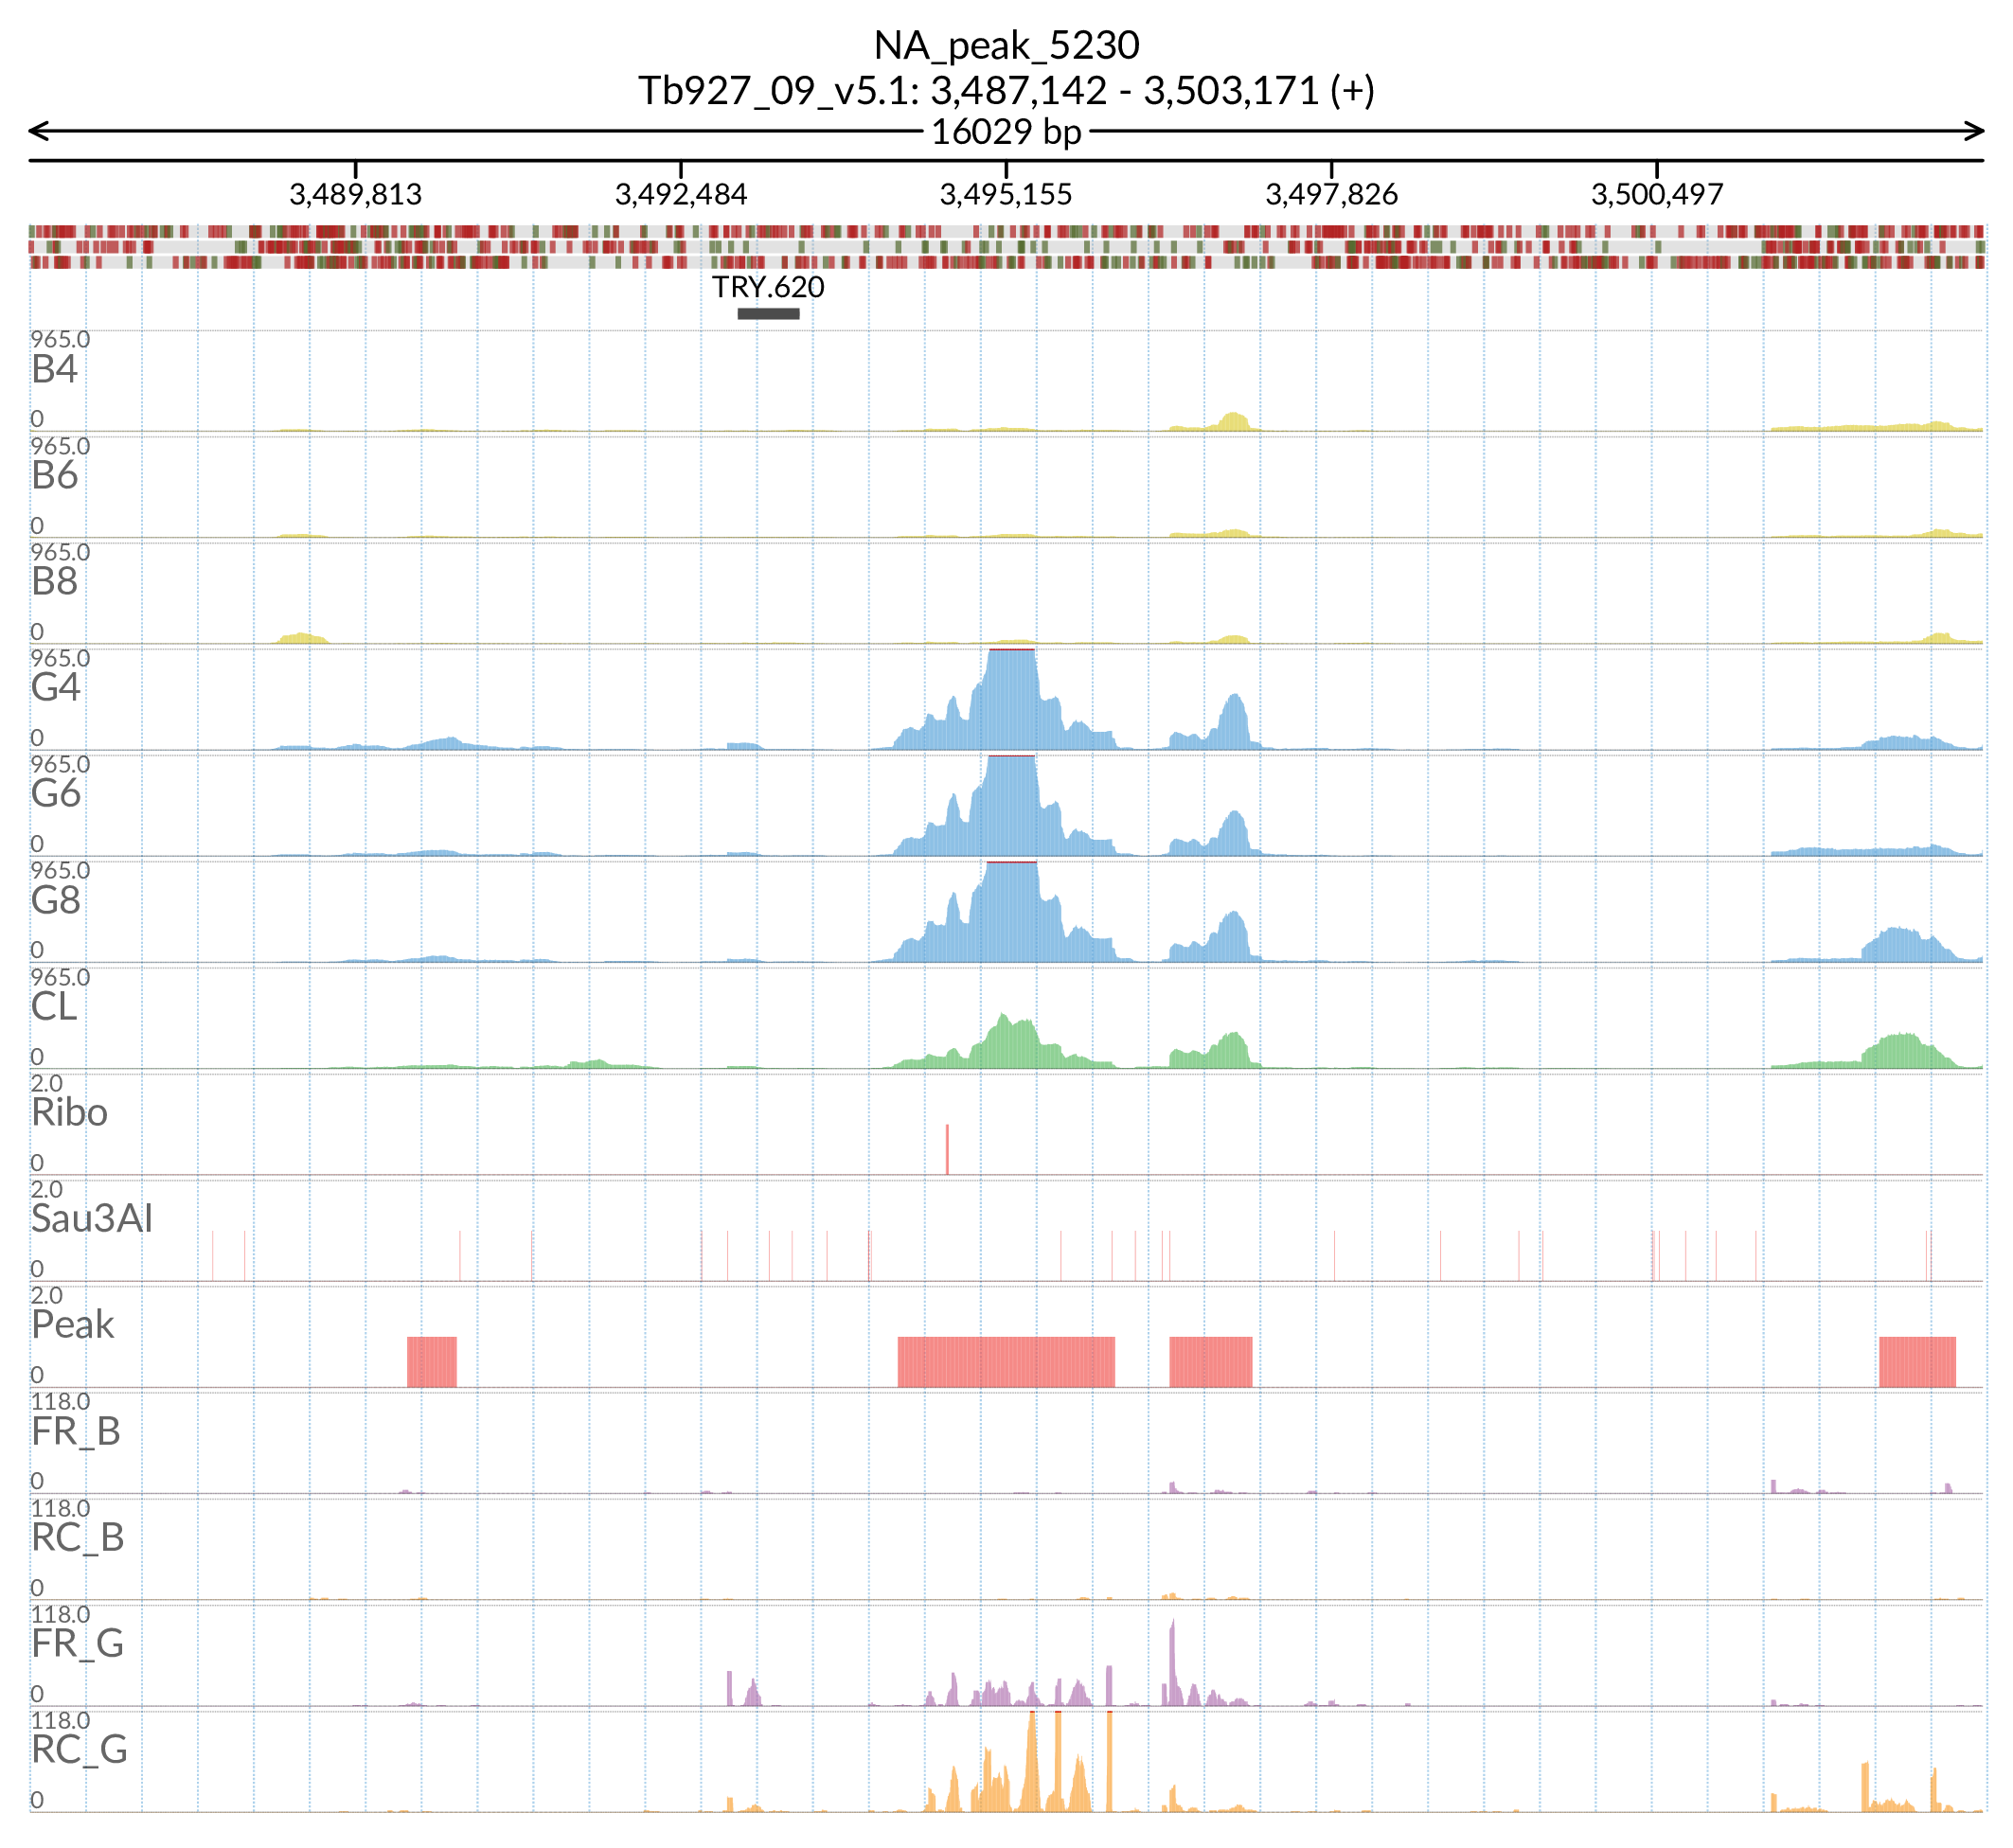 NA_peak_5230
Tb927_09_v5.1: 3,487,142 - 3,503,171 (+)
16029 bp
3,489,813 3,492,484 3,495,155 3,497,826 3,500,497
TRY.620
965.0
B4
0
965.0
B6
0
965.0
B8
0
965.0
G4
0
965.0
G6
0
965.0
G8
0
965.0
CL
0
2.0
Ribo
0
2.0
Sau3AI
0
2.0
Peak
0
118.0
FR_B
0
118.0
RC_B
0
118.0
FR_G
0
118.0
RC_G
0